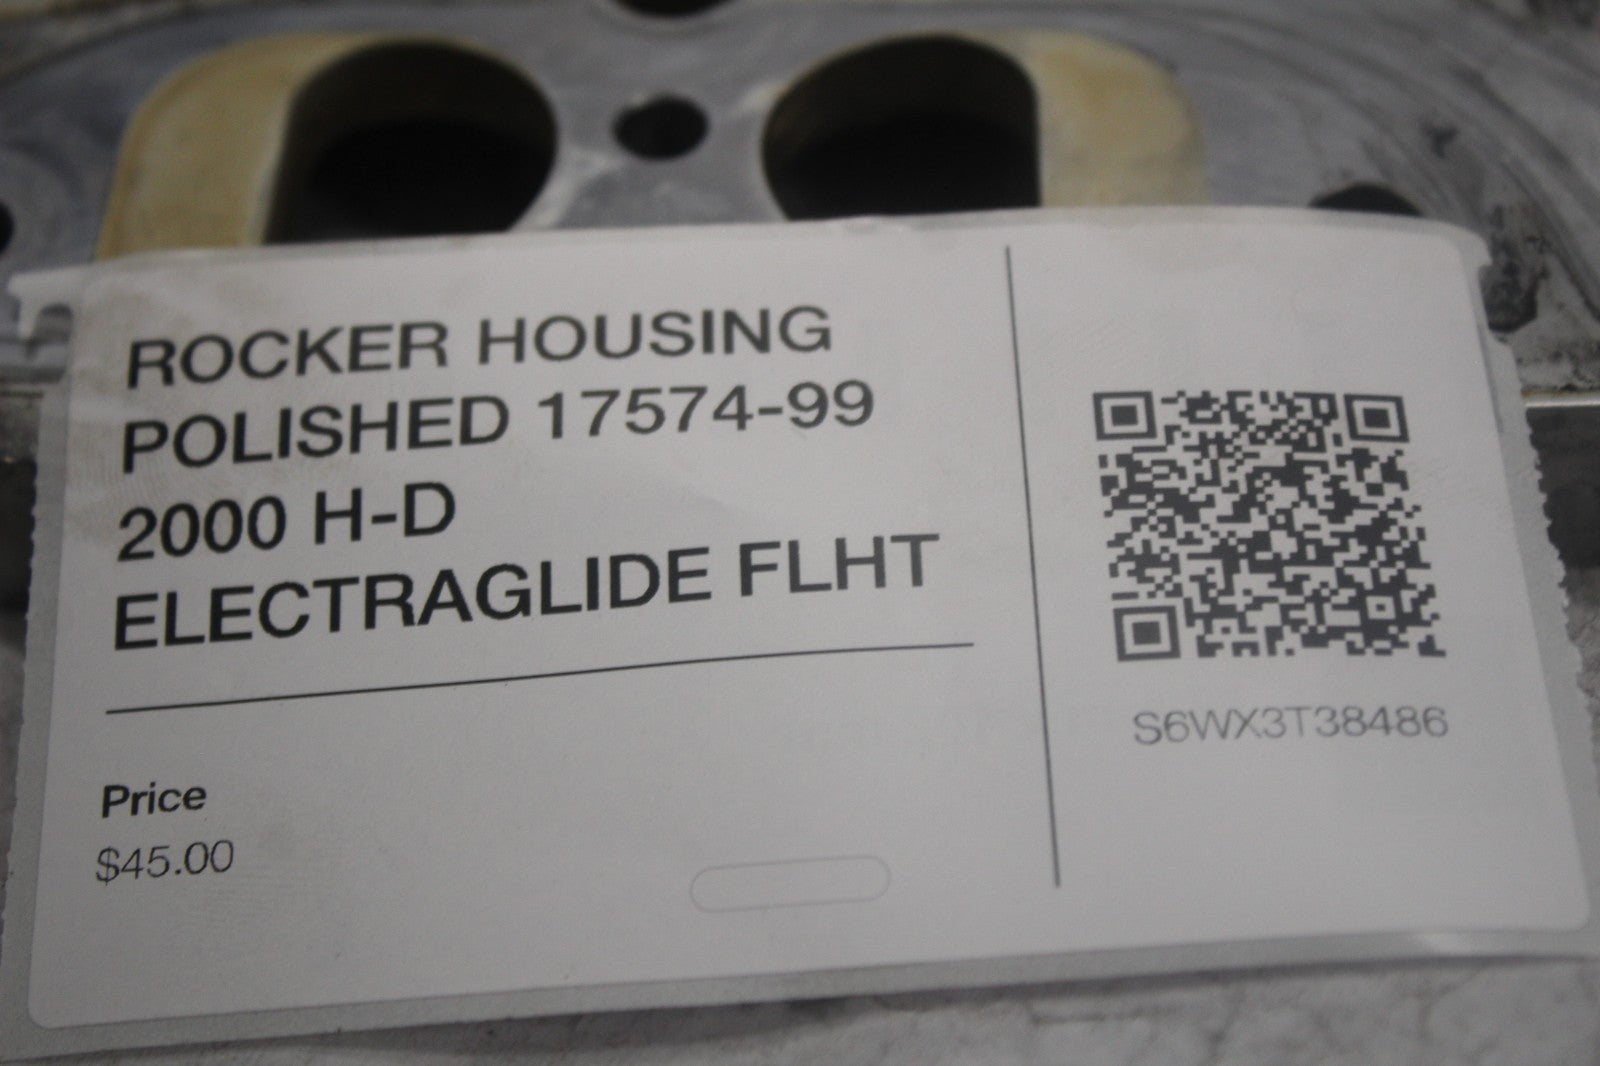 ROCKER HOUSING
POLISHED 17574-99
2000 H-D
ELECTRAGLIDE FLHT
Price
$45.00
S6WX3T38486